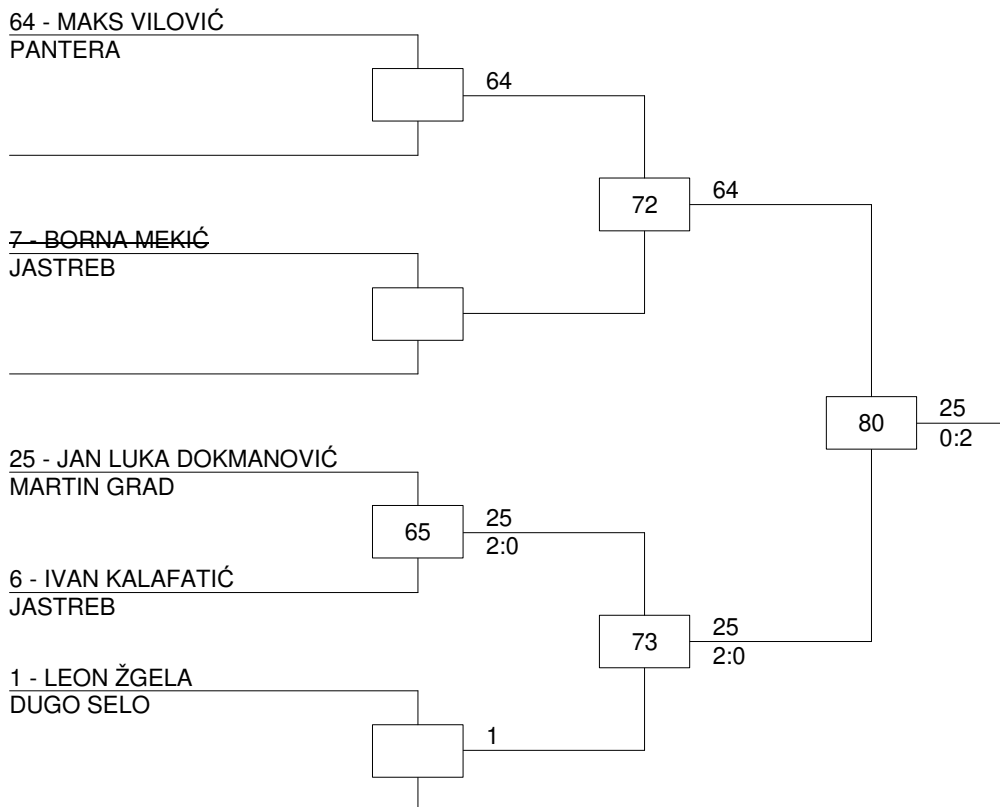 64 - MAKS VILOVIĆ
PANTERA
64
72
64
7 - BORNA MEKIĆ
JASTREB
80
25
0:2
25 - JAN LUKA DOKMANOVIĆ
MARTIN GRAD
65
25
2:0
6 - IVAN KALAFATIĆ
JASTREB
73
25
2:0
1 - LEON ŽGELA
DUGO SELO
1